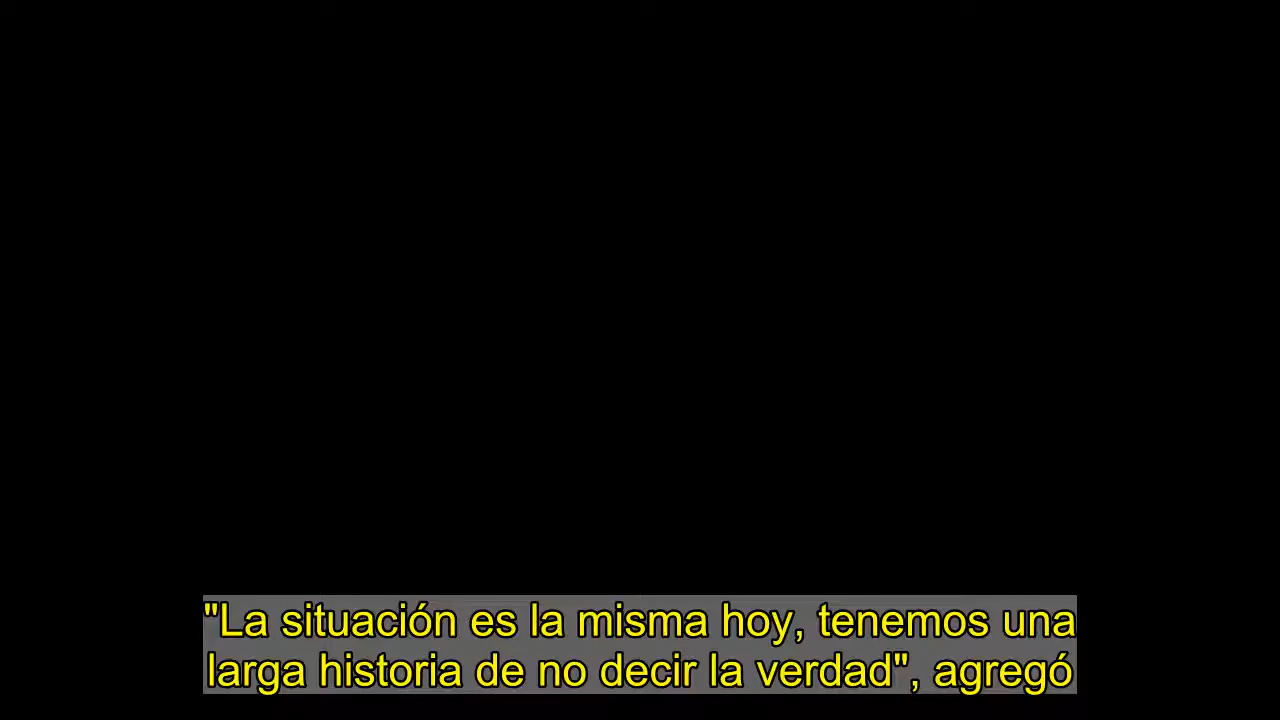 "La situación es la misma hoy, tenemos una
larga historia de no decir la verdad", agregó